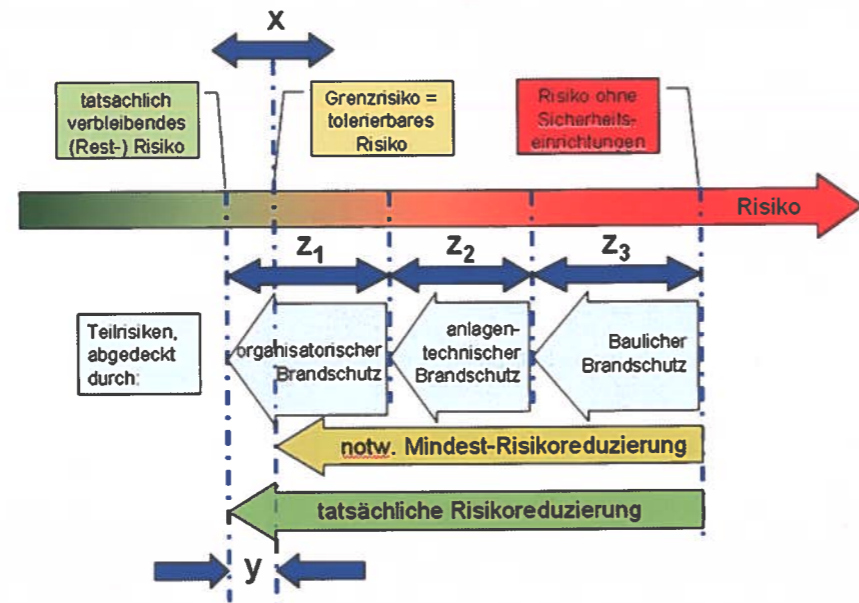 x
tatsächlich
verbleibendes
(Rest-) Risiko
Grenzrisiko =
tolerierbares
Risiko
Risiko ohne
Sicherheits-
einrichtungen
Risiko
z1
z2
z3
Teilrisiken,
abgedeckt
durch:
organisatorischer
Brandschutz
anlagen-
technischer
Brandschutz
Baulicher
Brandschutz
notw. Mindest-Risikoreduzierung
tatsächliche Risikoreduzierung
y